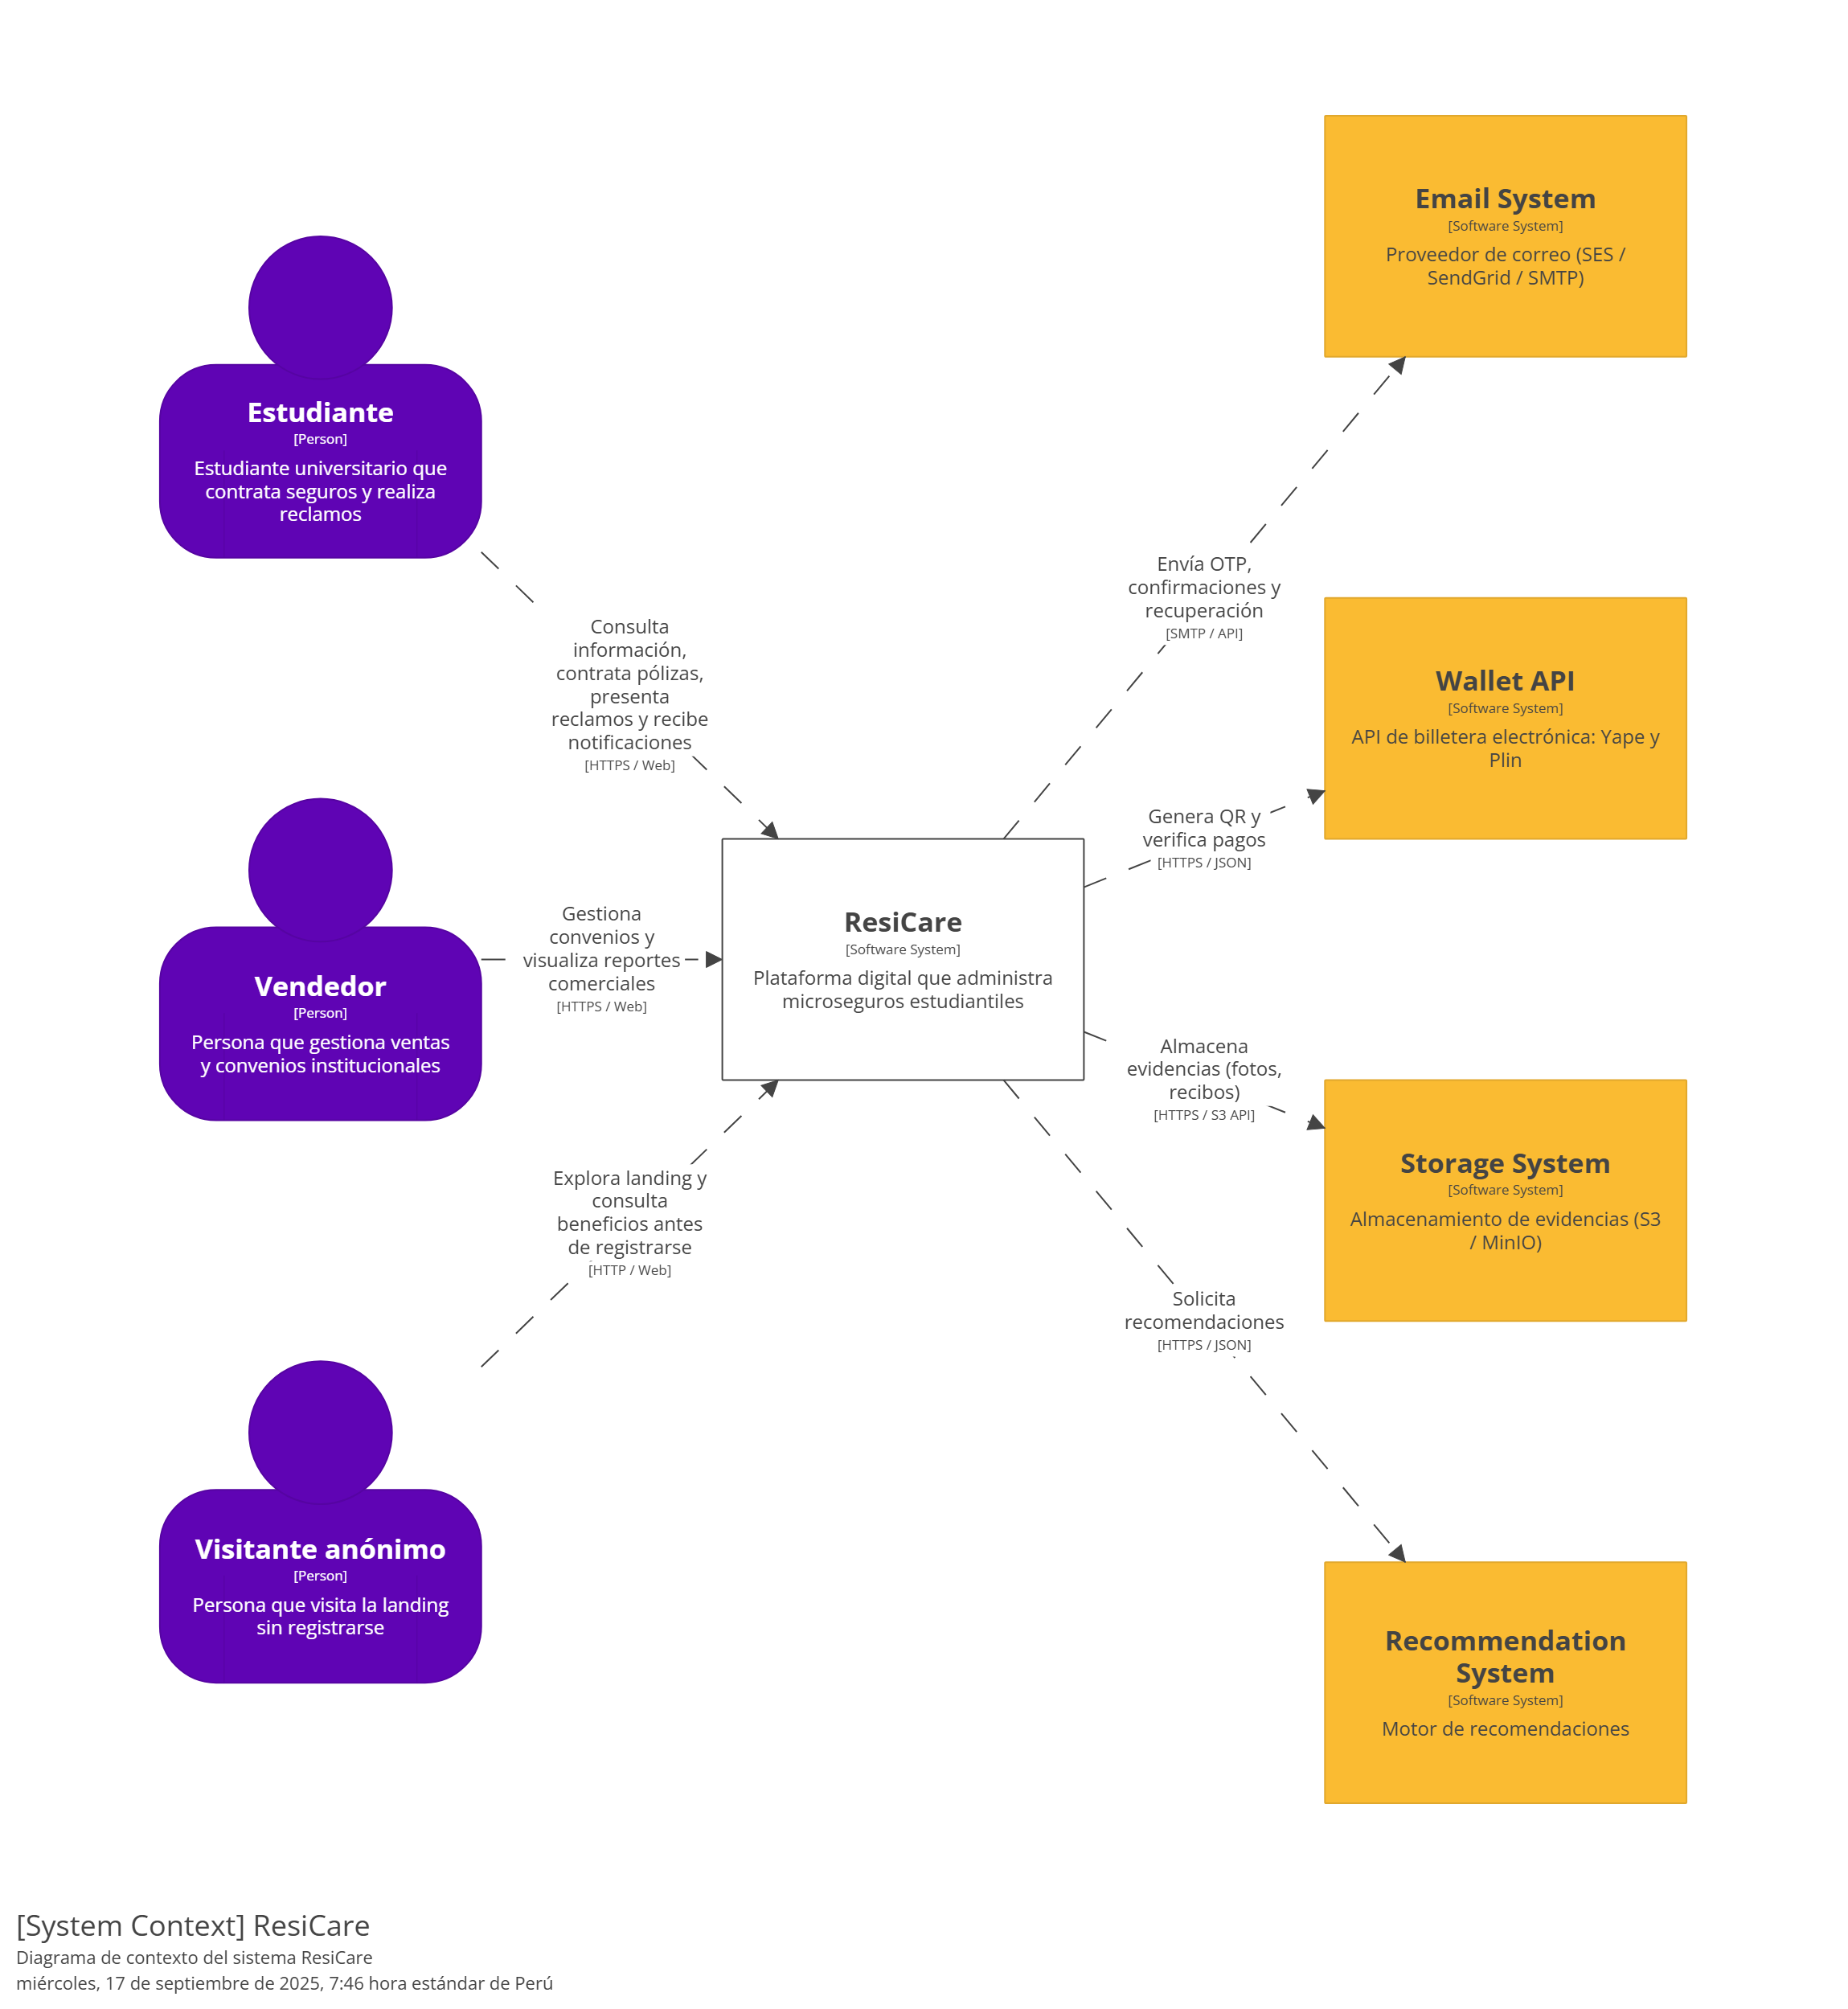 Email System
[Software System]
Proveedor de correo (SES /
SendGrid / SMTP)
Estudiante
[Person]
Estudiante universitario que
contrata seguros y realiza
reclamos
Envía OTP,
confirmaciones y
recuperación
[SMTP / API]
Consulta
información,
contrata pólizas,
presenta
reclamos y recibe
notificaciones
[HTTPS / Web]
Wallet API
[Software System]
API de billetera electrónica: Yape y
Plin
Genera QR y
verifica pagos
[HTTPS / JSON]
Vendedor
[Person]
Persona que gestiona ventas
y convenios institucionales
Gestiona
convenios y
visualiza reportes
comerciales
[HTTPS / Web]
ResiCare
[Software System]
Plataforma digital que administra
microseguros estudiantiles
Almacena
evidencias (fotos,
recibos)
[HTTPS / S3 API]
Storage System
[Software System]
Almacenamiento de evidencias (S3
/ MinIO)
Explora landing y
consulta
beneficios antes
de registrarse
[HTTP / Web]
Solicita
recomendaciones
[HTTPS / JSON]
Visitante anónimo
[Person]
Persona que visita la landing
sin registrarse
Recommendation
System
[Software System]
Motor de recomendaciones
[System Context] ResiCare
Diagrama de contexto del sistema ResiCare
miércoles, 17 de septiembre de 2025, 7:46 hora estándar de Perú